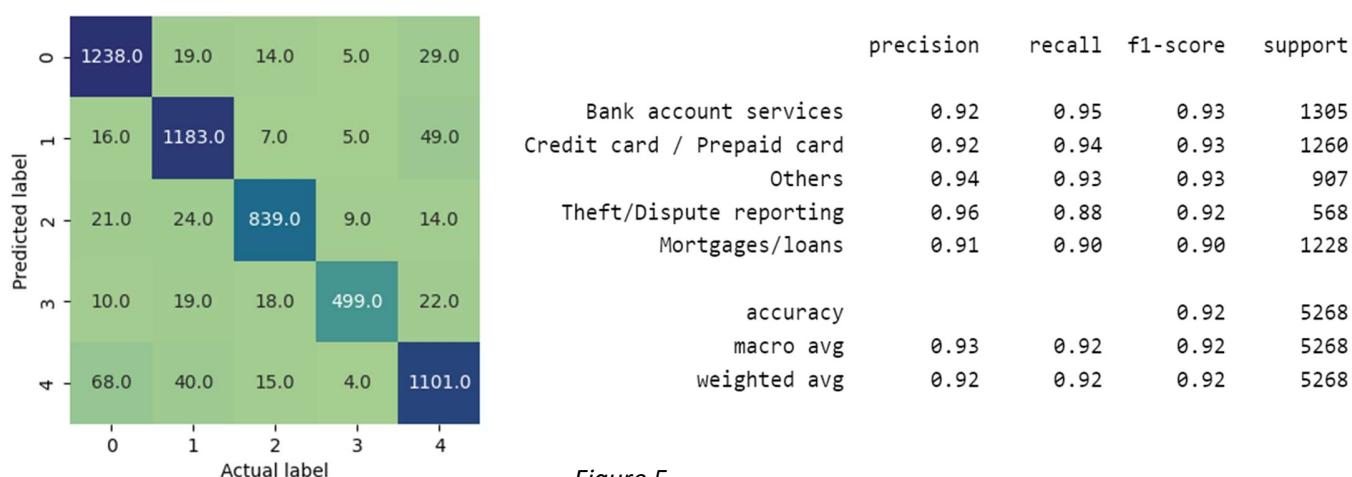 0 1238.0 19.0 14.0 5.0 29.0
1 16.0 1183.0 7.0 5.0 49.0
2 21.0 24.0 839.0 9.0 14.0
3 10.0 19.0 18.0 499.0 22.0
4 68.0 40.0 15.0 4.0 1101.0
0 1 2 3 4
Predicted label
Actual label
precision recall f1-score support
Bank account services 0.92 0.95 0.93 1305
Credit card / Prepaid card 0.92 0.94 0.93 1260
Others 0.94 0.93 0.93 907
Theft/Dispute reporting 0.96 0.88 0.92 568
Mortgages/loans 0.91 0.90 0.90 1228
accuracy 0.92 5268
macro avg 0.93 0.92 0.92 5268
weighted avg 0.92 0.92 0.92 5268